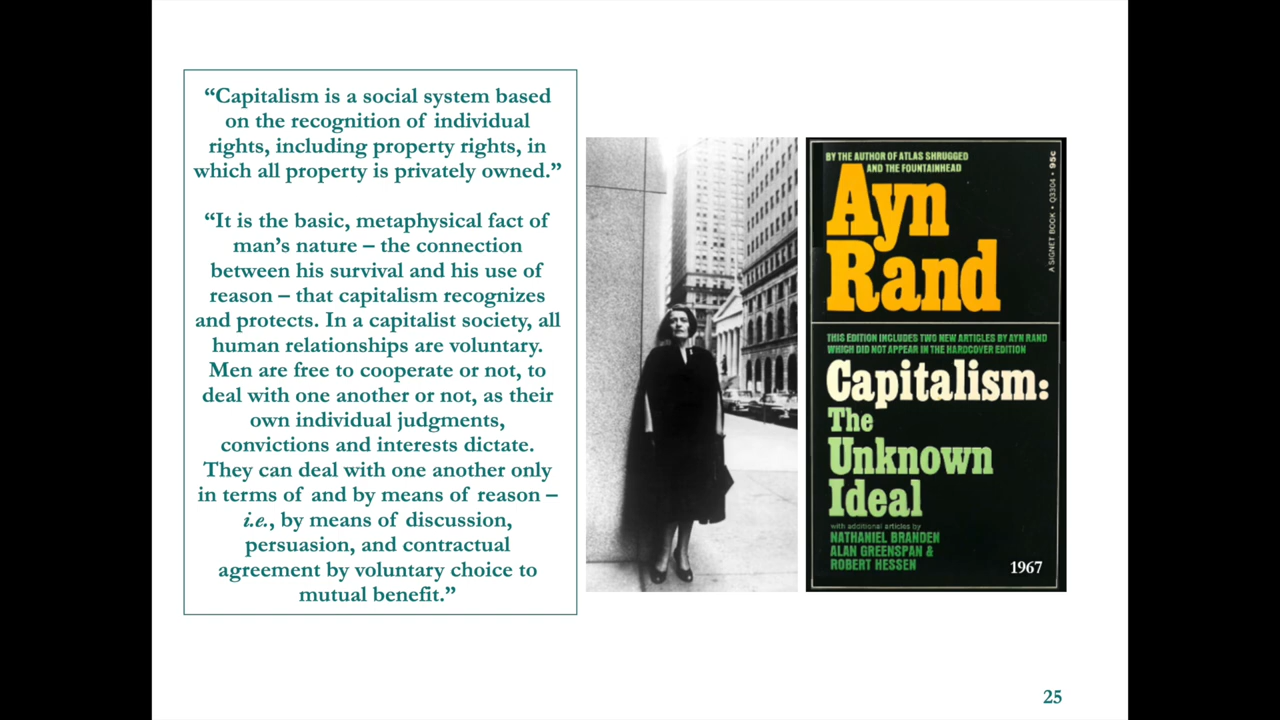 “Capitalism is a social system based
on the recognition of individual
rights, including property rights, in
which all property is privately owned.”
“It is the basic, metaphysical fact of
man’s nature – the connection
between his survival and his use of
reason – that capitalism recognizes
and protects. In a capitalist society, all
human relationships are voluntary.
Men are free to cooperate or not, to
deal with one another or not, as their
own individual judgments,
convictions and interests dictate.
They can deal with one another only
in terms of and by means of reason –
i.e., by means of discussion,
persuasion, and contractual
agreement by voluntary choice to
mutual benefit.”
BY THE AUTHOR OF ATLAS SHRUGGED
AND THE FOUNTAINHEAD
Ayn
Rand
A SIGNET BOOK • Q3304 • 95c
THIS EDITION INCLUDES TWO NEW ARTICLES BY AYN RAND
WHICH DID NOT APPEAR IN THE HARDCOVER EDITION
Capitalism:
The
Unknown
Ideal
with additional articles by
NATHANIEL BRANDEN
ALAN GREENSPAN &
ROBERT HESSEN
1967
25